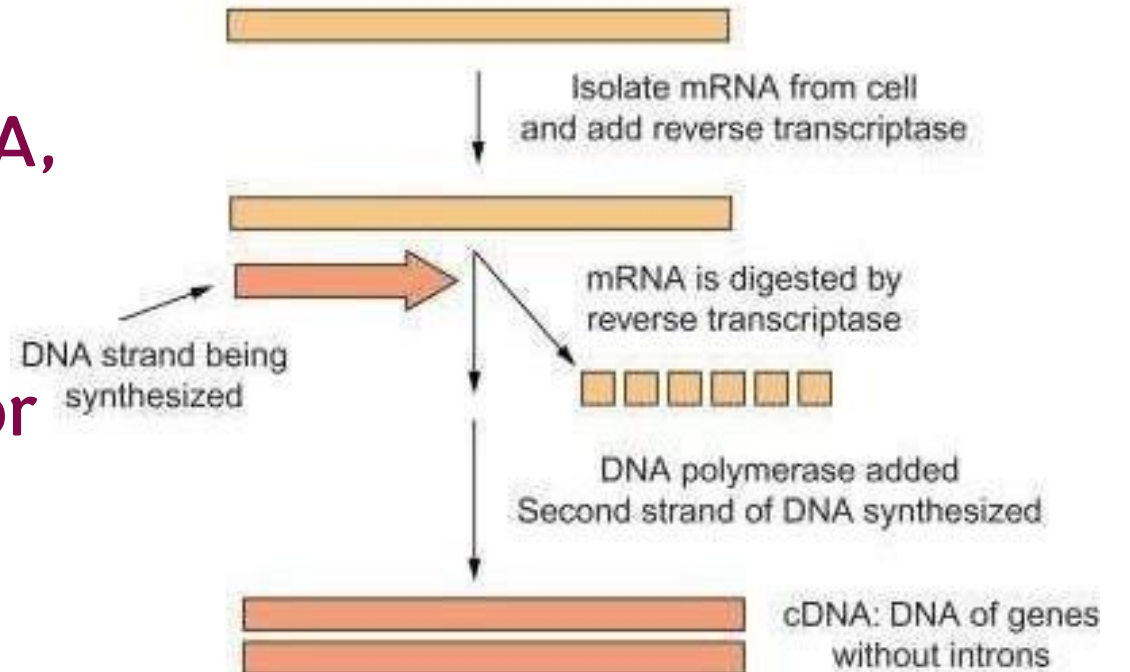 Isolate mRNA from cell
and add reverse transcriptase
A,
mRNA is digested by
reverse transcriptase
DNA strand being
synthesized
or
DNA polymerase added
Second strand of DNA synthesized
cDNA: DNA of genes
without introns